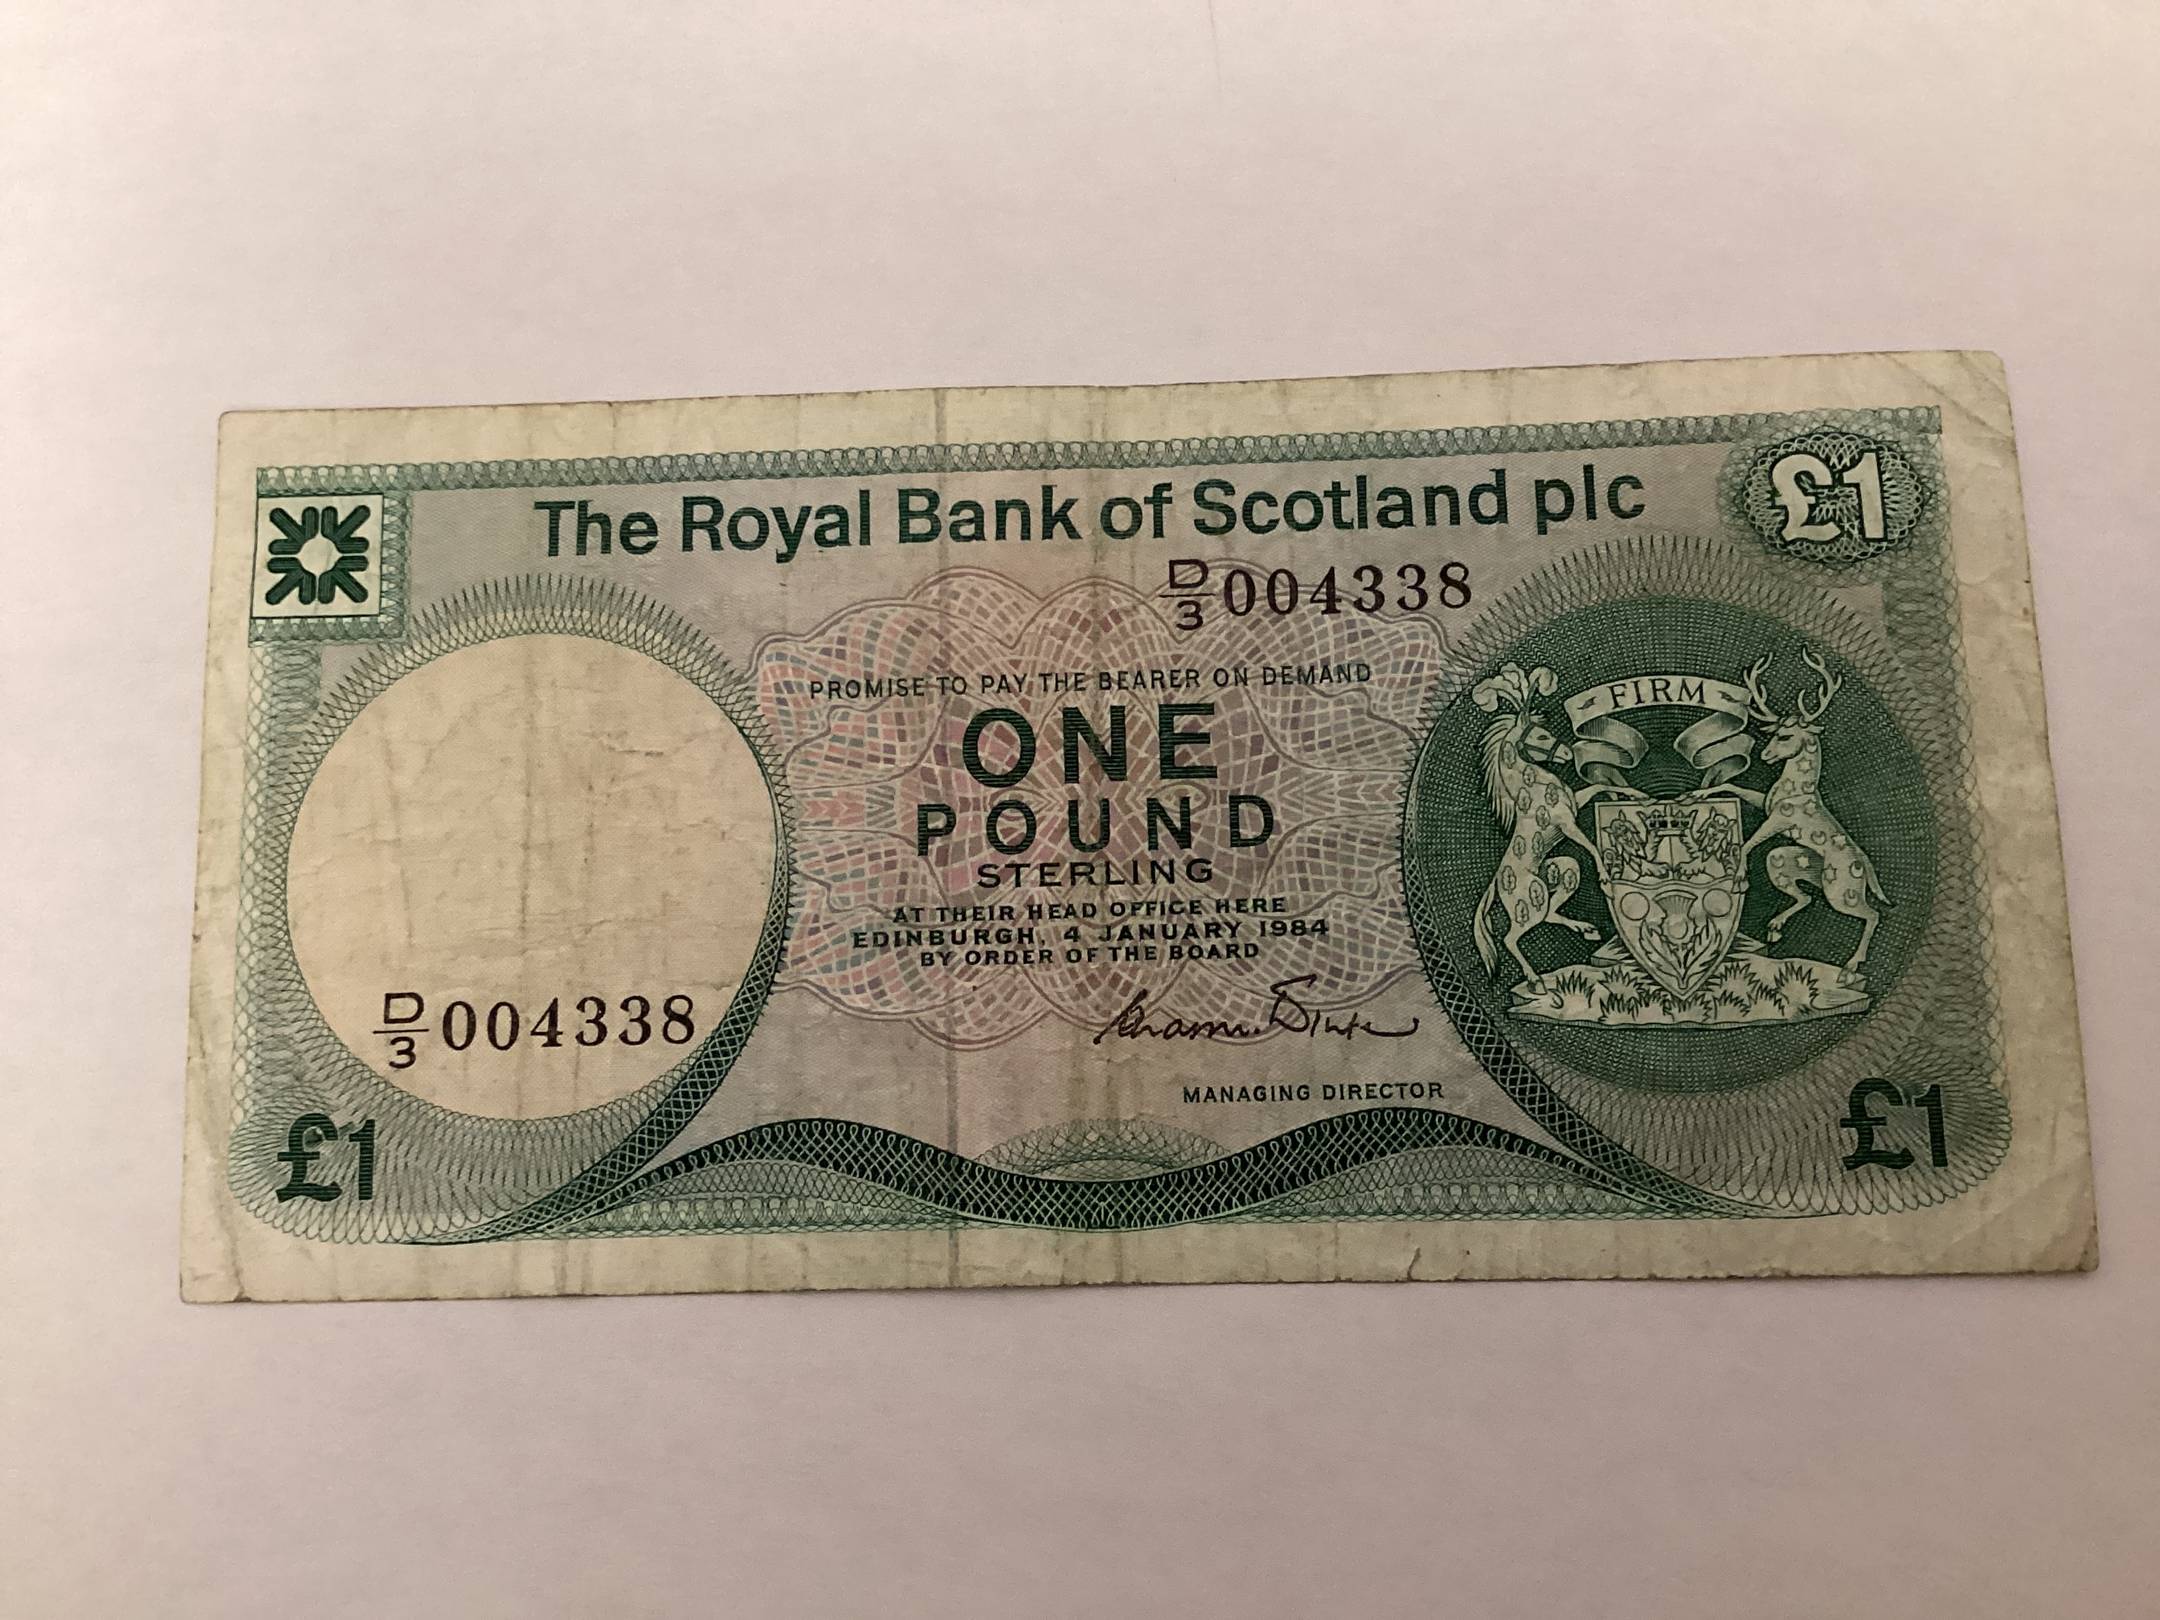 The Royal Bank of Scotland plc
£1
D/3 004338
FIRM
PROMISE TO PAY THE BEARER ON DEMAND
ONE
POUND
STERLING
AT THEIR HEAD OFFICE HERE
EDINBURGH, 4 JANUARY 1984
BY ORDER OF THE BOARD
D/3 004338
MANAGING DIRECTOR
£1
£1